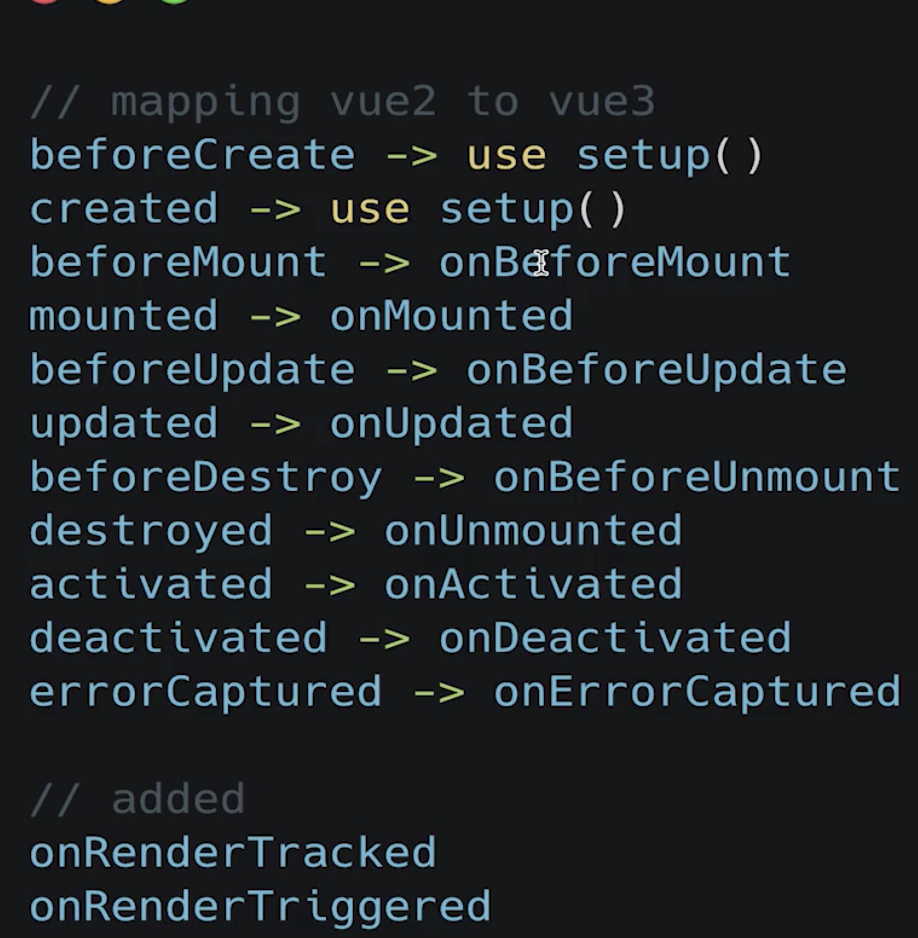 // mapping vue2 to vue3
beforeCreate -> use setup()
created -> use setup()
beforeMount -> onBeforeMount
mounted -> onMounted
beforeUpdate -> onBeforeUpdate
updated -> onUpdated
beforeDestroy -> onBeforeUnmount
destroyed -> onUnmounted
activated -> onActivated
deactivated -> onDeactivated
errorCaptured -> onErrorCaptured
// added
onRenderTracked
onRenderTriggered